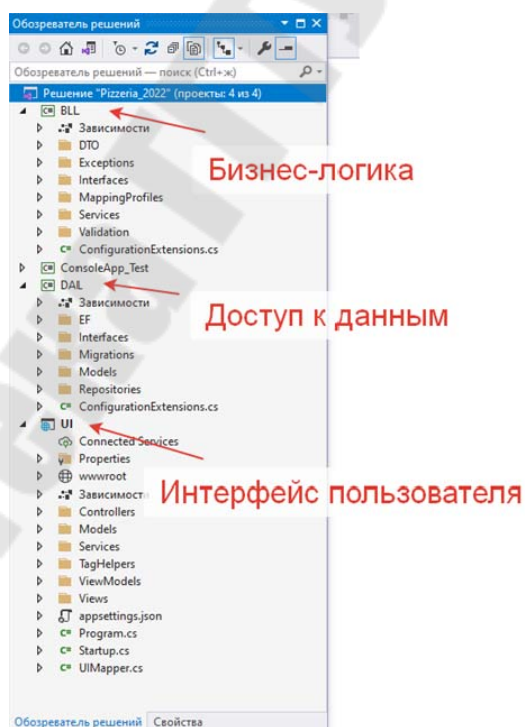 Обозреватель решений
Обозреватель решений — поиск (Ctrl+ж)
Решение "Pizzeria_2022" (проекты: 4 из 4)
C# BLL
Зависимости
DTO
Exceptions
Interfaces
Бизнес-логика
MappingProfiles
Services
Validation
C# ConfigurationExtensions.cs
C# ConsoleApp_Test
C# DAL
Зависимости
EF
Доступ к данным
Interfaces
Migrations
Models
Repositories
C# ConfigurationExtensions.cs
UI
Connected Services
Properties
wwwroot
Интерфейс пользователя
Зависимости
Controllers
Models
Services
TagHelpers
ViewModels
Views
appsettings.json
C# Program.cs
C# Startup.cs
C# UIMapper.cs
Обозреватель решений Свойства